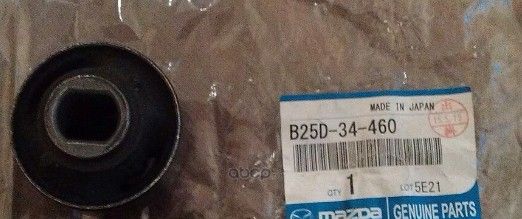 MADE IN JAPAN
B25D-34-460
QTY 1 LOT 5E21
mazda GENUINE PARTS